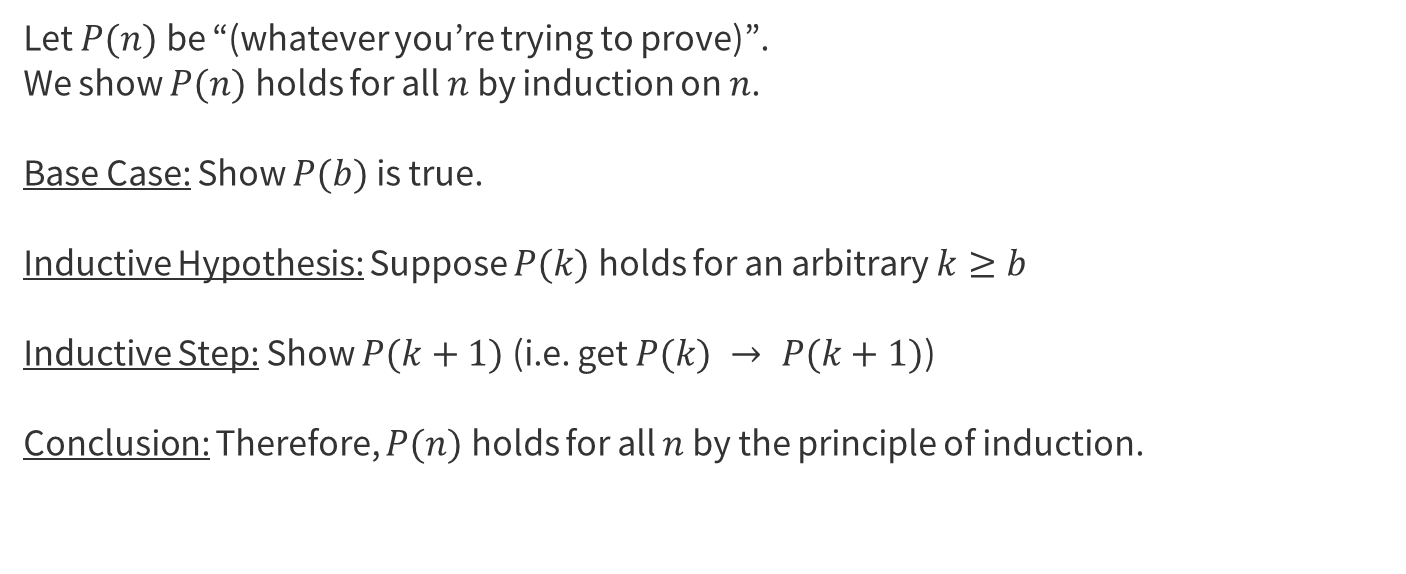 Let P(n) be “(whatever you’re trying to prove)”.
We show P(n) holds for all n by induction on n.
Base Case: Show P(b) is true.
Inductive Hypothesis: Suppose P(k) holds for an arbitrary k ≥ b
Inductive Step: Show P(k + 1) (i.e. get P(k) → P(k + 1))
Conclusion: Therefore, P(n) holds for all n by the principle of induction.